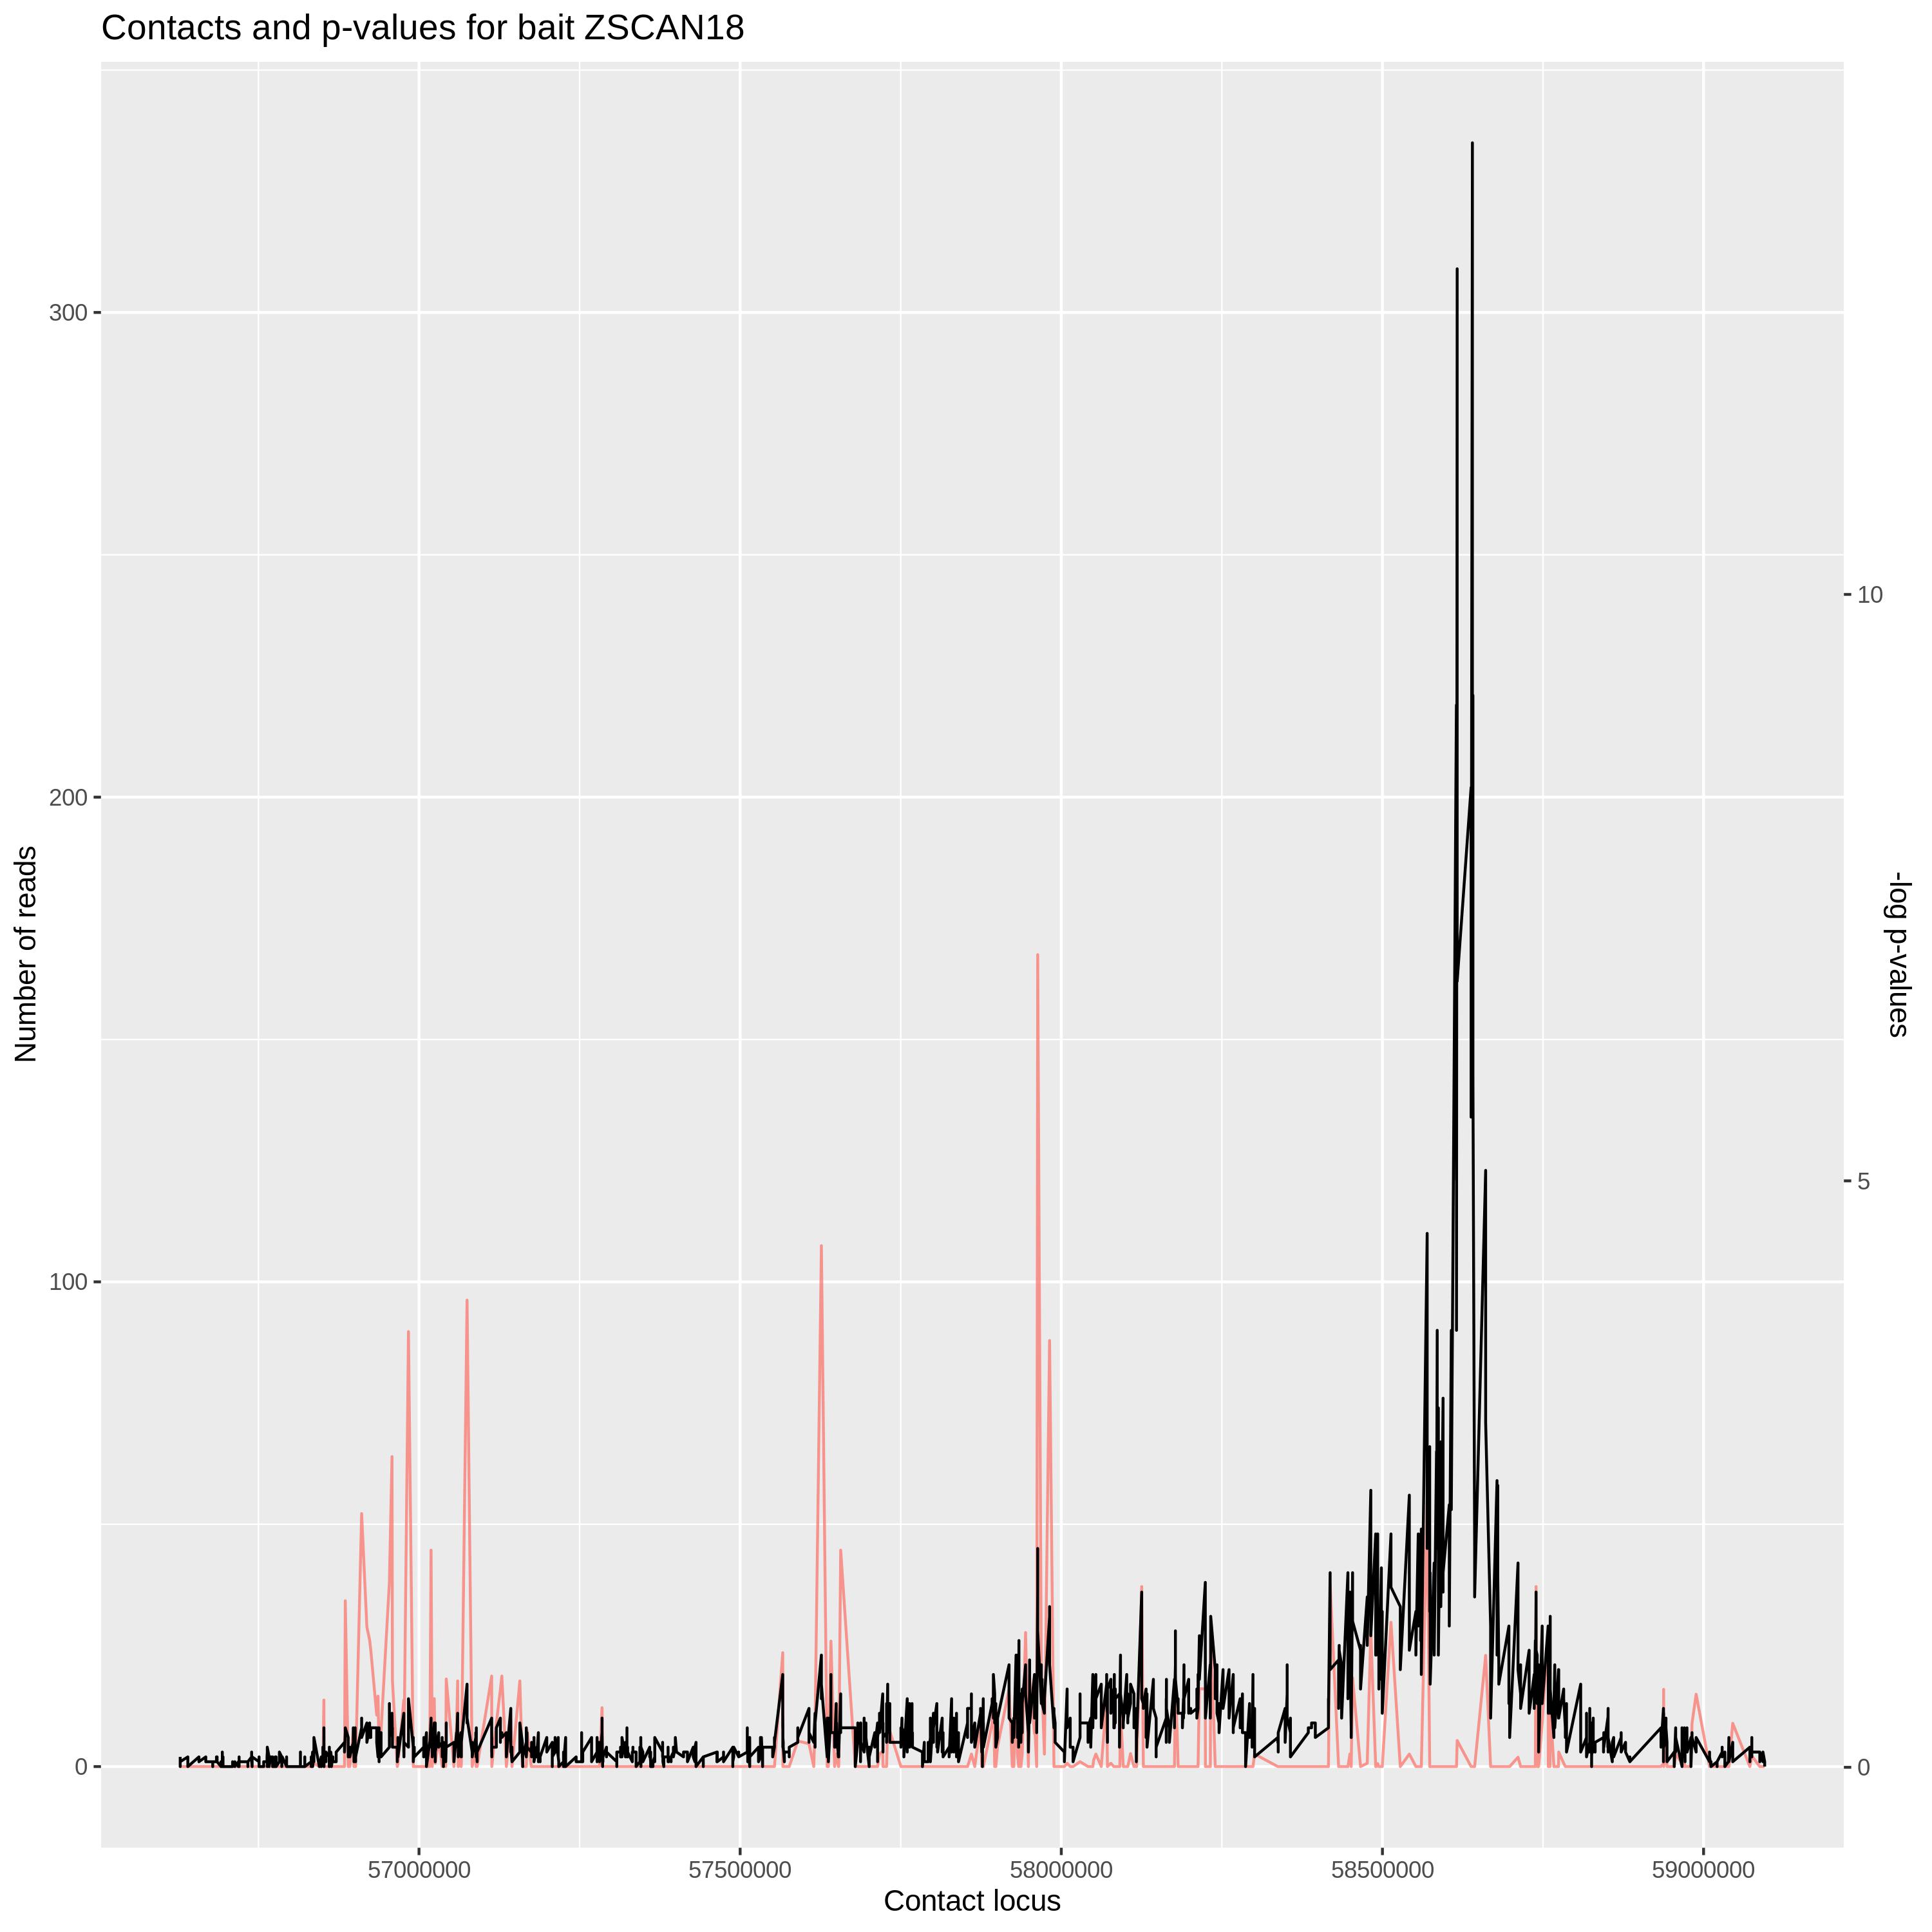 Contacts and p-values for bait ZSCAN18
Number of reads
300
200
100
0
10
5
0
-log p-values
57000000 57500000 58000000 58500000 59000000
Contact locus